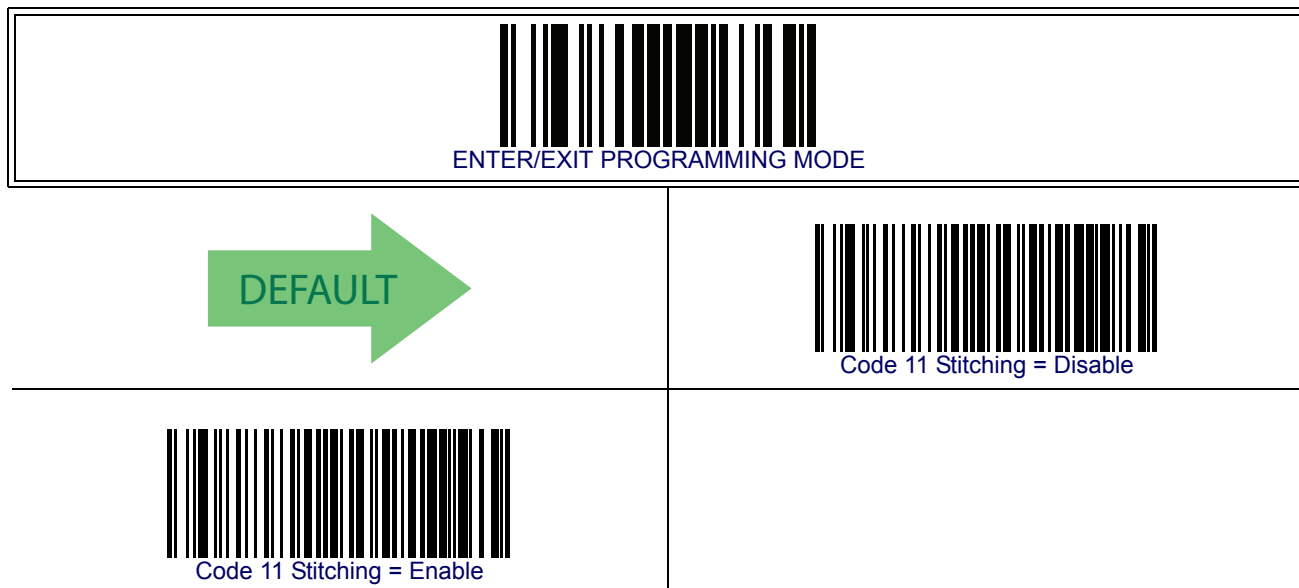 ENTER/EXIT PROGRAMMING MODE
DEFAULT
Code 11 Stitching = Disable
Code 11 Stitching = Enable